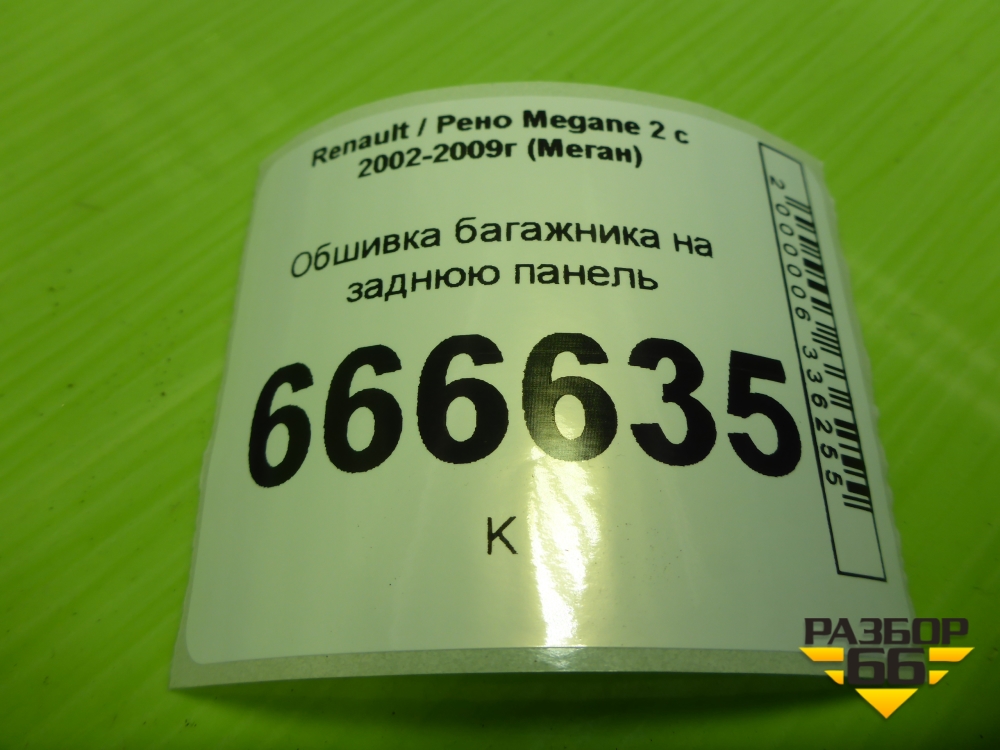 Renault / Рено Megane 2 с
2002-2009г (Меган)
Обшивка багажника на
заднюю панель
666635
К
2000006336255
РАЗБОР
66